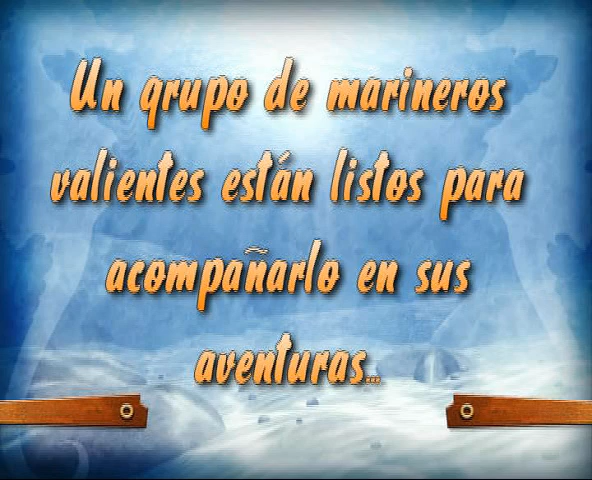 Un grupo de marineros
valientes están listos para
acompañarlo en sus
aventuras...